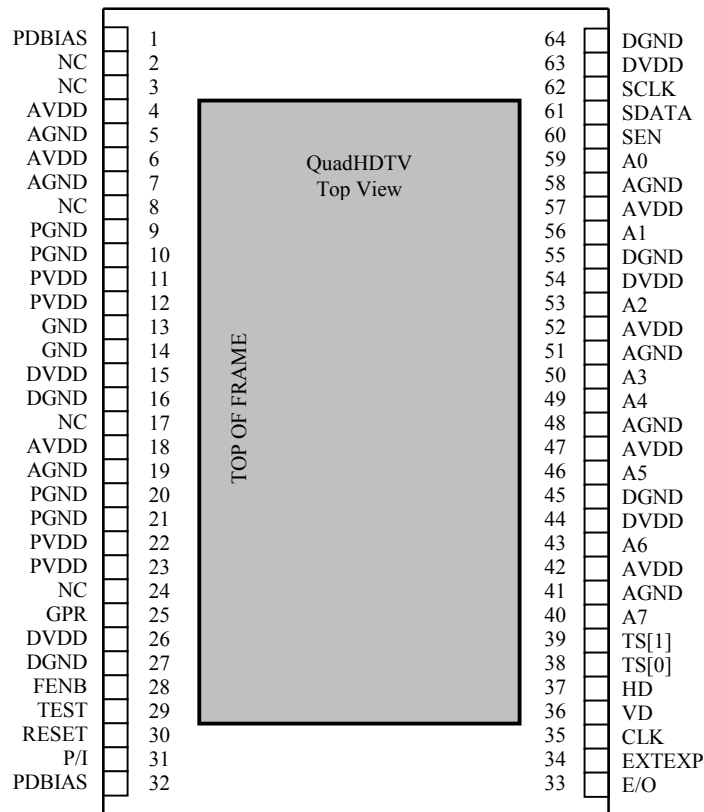 PDBIAS 1 64 DGND
NC 2 63 DVDD
NC 3 62 SCLK
AVDD 4 61 SDATA
AGND 5 60 SEN
AVDD 6 59 A0
AGND 7 58 AGND
NC 8 57 AVDD
PGND 9 56 A1
PGND 10 55 DGND
PVDD 11 54 DVDD
PVDD 12 53 A2
GND 13 52 AVDD
GND 14 51 AGND
DVDD 15 50 A3
DGND 16 49 A4
NC 17 48 AGND
AVDD 18 47 AVDD
AGND 19 46 A5
PGND 20 45 DGND
PGND 21 44 DVDD
PVDD 22 43 A6
PVDD 23 42 AVDD
NC 24 41 AGND
GPR 25 40 A7
DVDD 26 39 TS[1]
DGND 27 38 TS[0]
FENB 28 37 HD
TEST 29 36 VD
RESET 30 35 CLK
P/I 31 34 EXTEXP
PDBIAS 32 33 E/O
QuadHDTV
Top View
TOP OF FRAME